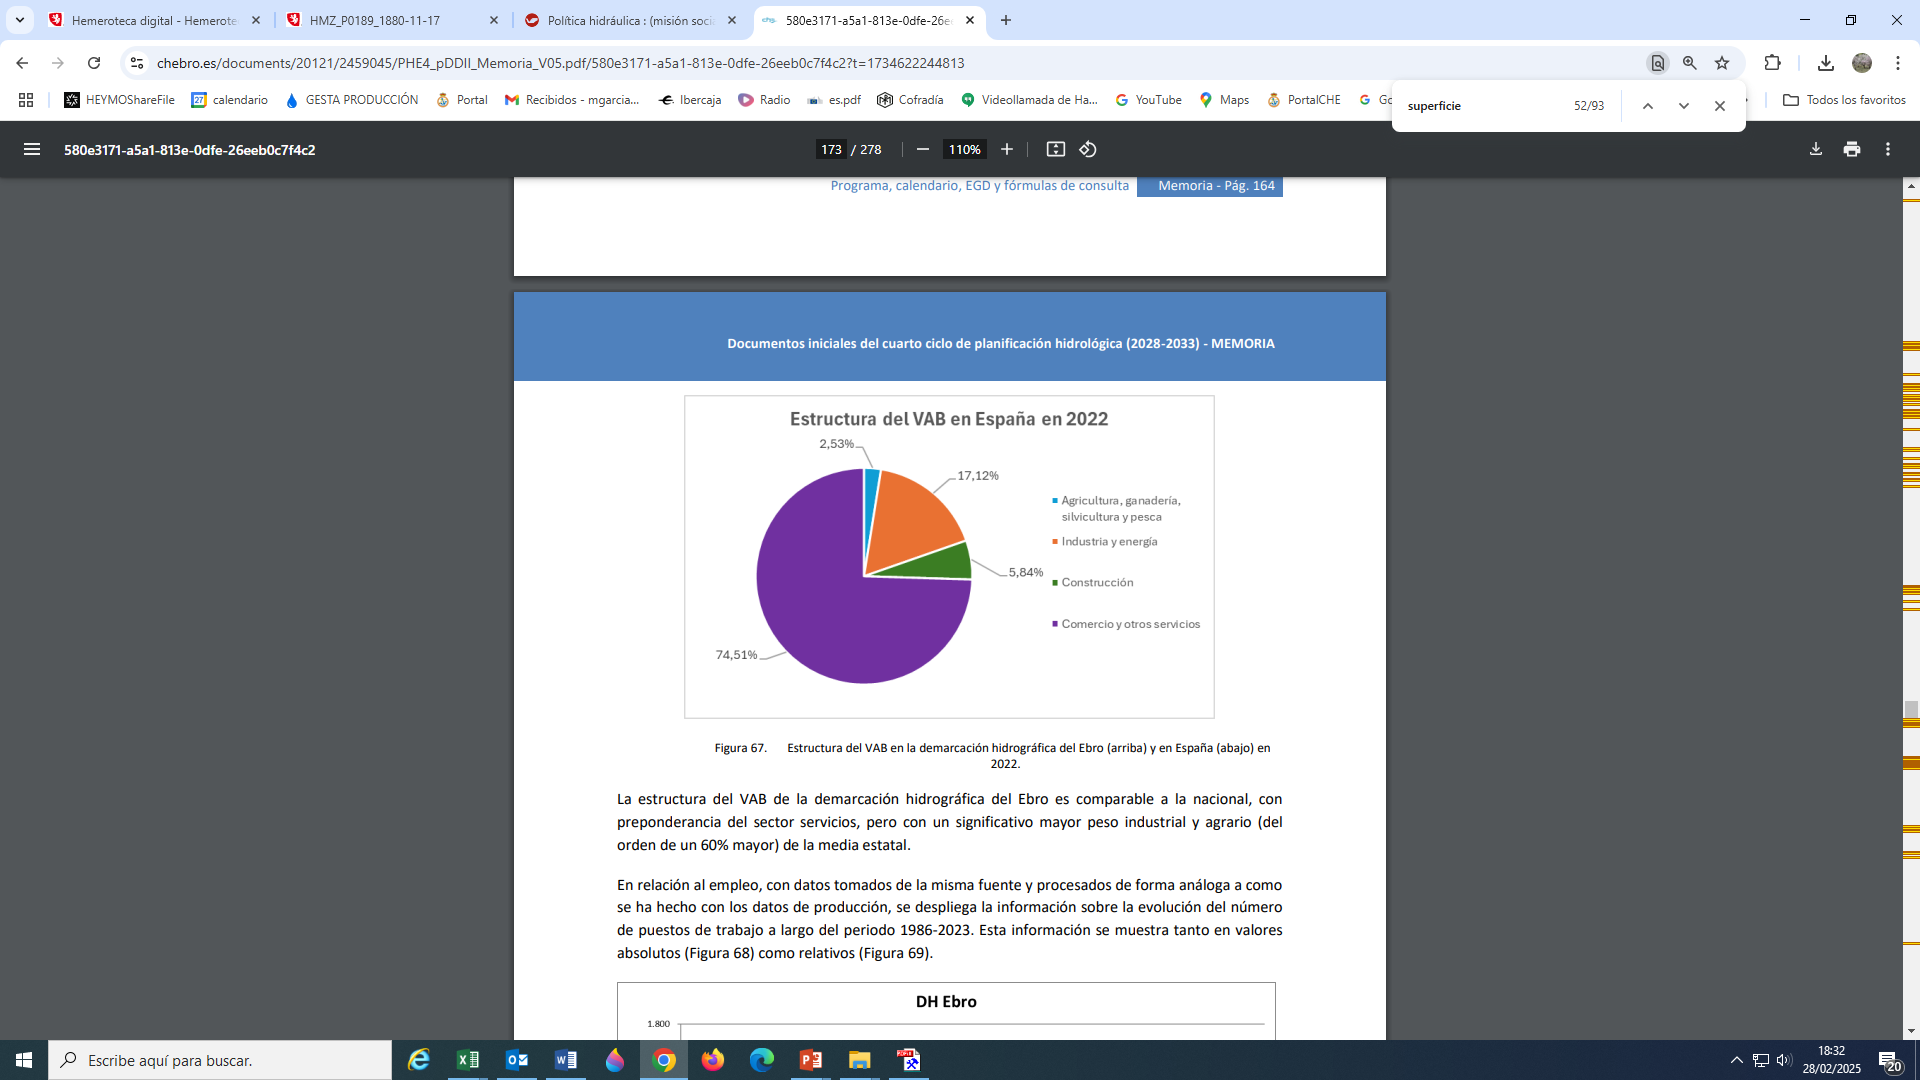 Hemeroteca digital - Hemerote
HMZ_P0189_1880-11-17
Política hidráulica : (misión soci
580e3171-a5a1-813e-0dfe-26ee
chebro.es/documents/20121/2459045/PHE4_pDDII_Memoria_V05.pdf/580e3171-a5a1-813e-0dfe-26eeb0c7f4c2?t=1734622244813
HEYMOShareFile
calendario
GESTA PRODUCCIÓN
Portal
Recibidos - mgarcia...
Ibercaja
Radio
es.pdf
Cofradía
Videollamada de Ha...
YouTube
Maps
PortalCHE
Todos los favoritos
superficie 52/93
580e3171-a5a1-813e-0dfe-26eeb0c7f4c2
173 / 278
110%
Programa, calendario, EGD y fórmulas de consulta Memoria - Pág. 164
Documentos iniciales del cuarto ciclo de planificación hidrológica (2028-2033) - MEMORIA
Estructura del VAB en España en 2022
2,53%
17,12%
5,84%
74,51%
Agricultura, ganadería,
silvicultura y pesca
Industria y energía
Construcción
Comercio y otros servicios
Figura 67. Estructura del VAB en la demarcación hidrográfica del Ebro (arriba) y en España (abajo) en
2022.
La estructura del VAB de la demarcación hidrográfica del Ebro es comparable a la nacional, con
preponderancia del sector servicios, pero con un significativo mayor peso industrial y agrario (del
orden de un 60% mayor) de la media estatal.
En relación al empleo, con datos tomados de la misma fuente y procesados de forma análoga a como
se ha hecho con los datos de producción, se despliega la información sobre la evolución del número
de puestos de trabajo a largo del periodo 1986-2023. Esta información se muestra tanto en valores
absolutos (Figura 68) como relativos (Figura 69).
DH Ebro
1.800
Escribe aquí para buscar.
18:32
28/02/2025
20